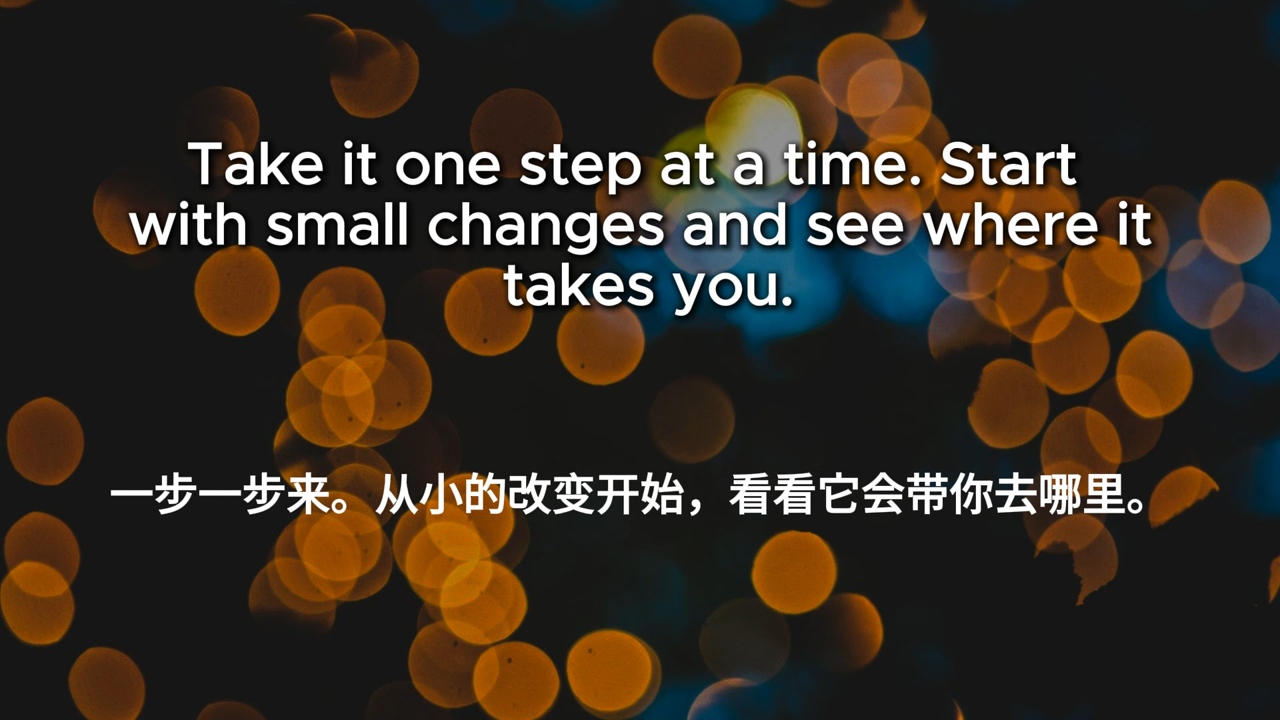 Take it one step at a time. Start
with small changes and see where it
takes you.
一步一步来。从小的改变开始，看看它会带你去哪里。